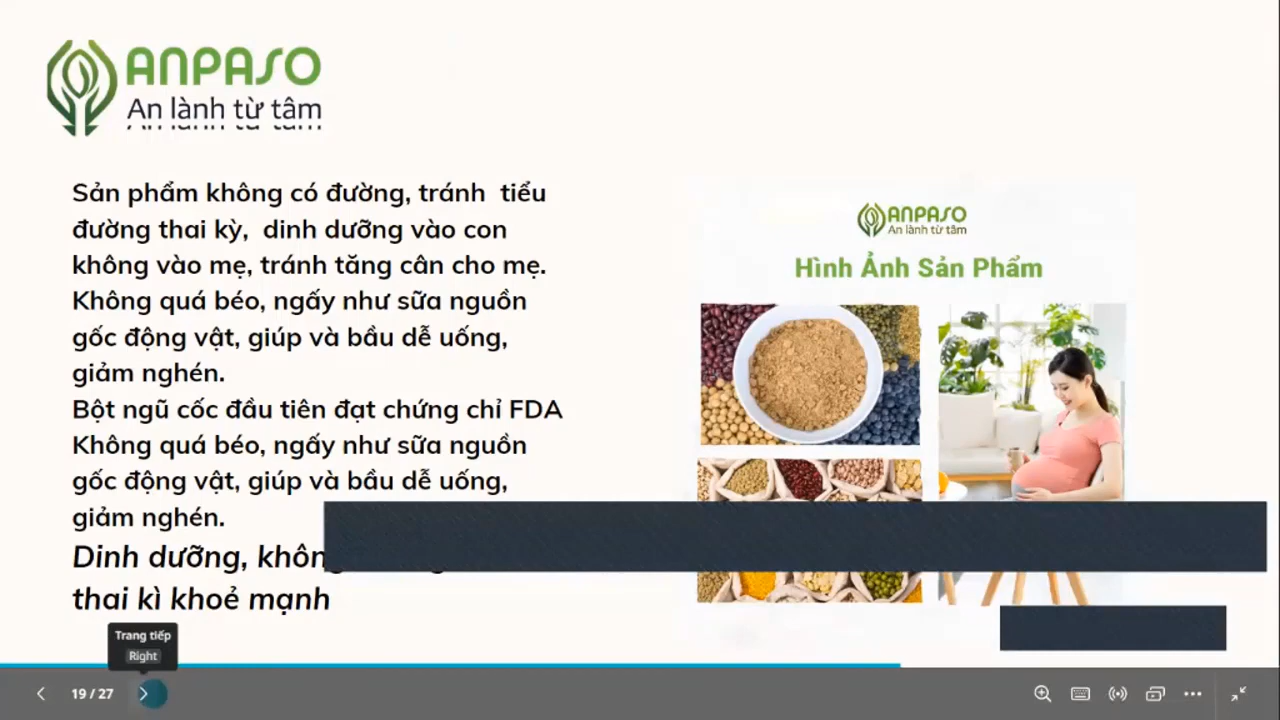 ANPASO
An lành từ tâm
Sản phẩm không có đường, tránh tiểu
đường thai kỳ, dinh dưỡng vào con
không vào mẹ, tránh tăng cân cho mẹ.
Không quá béo, ngấy như sữa nguồn
gốc động vật, giúp và bầu dễ uống,
giảm nghén.
Bột ngũ cốc đầu tiên đạt chứng chỉ FDA
Không quá béo, ngấy như sữa nguồn
gốc động vật, giúp và bầu dễ uống,
giảm nghén.
Dinh dưỡng,
thai kì khoẻ mạnh
ANPASO
An lành từ tâm
Hình Ảnh Sản Phẩm
Trang tiếp
Right
19 / 27